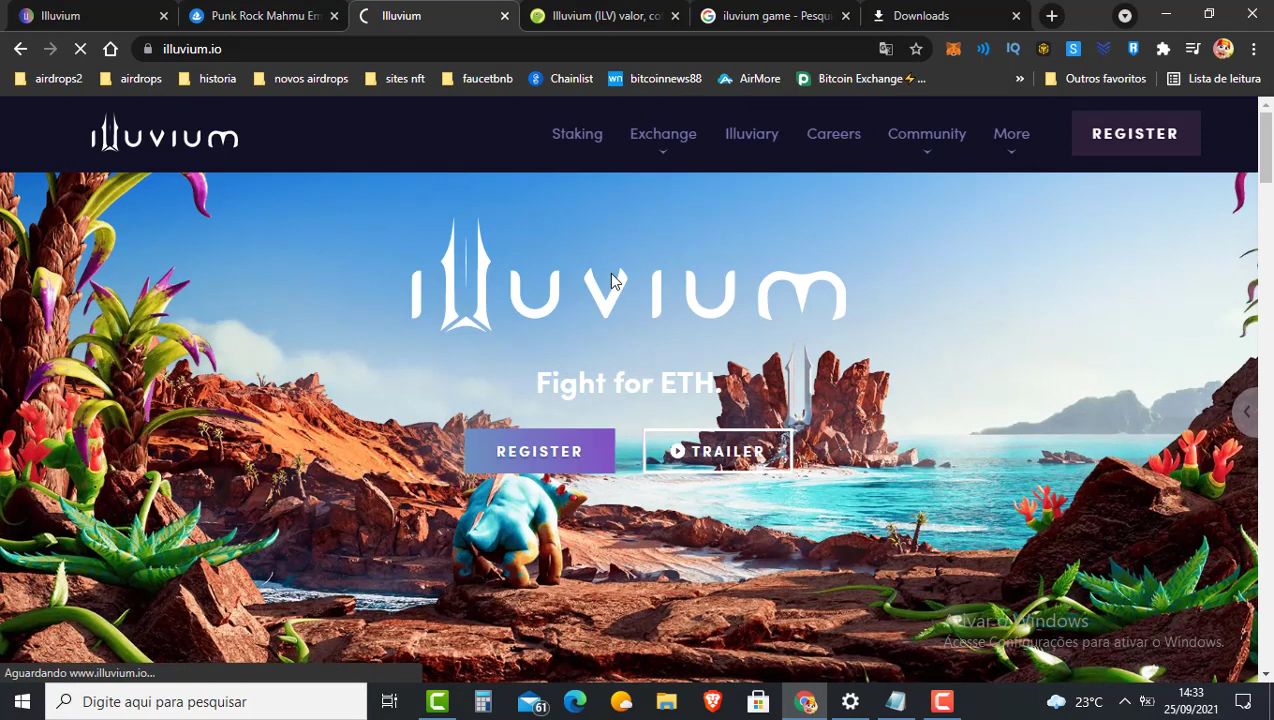 Illuvium
Punk Rock Mahmu Em
Illuvium
Illuvium (ILV) valor, co
iluvium game - Pesqui
Downloads
illuvium.io
airdrops2
airdrops
historia
novos airdrops
sites nft
faucetbnb
Chainlist
wn
bitcoinnews88
AirMore
Bitcoin Exchange⚡...
»
Outros favoritos
Lista de leitura
illuvium
Staking
Exchange
Illuviary
Careers
Community
More
REGISTER
illuvium
Fight for ETH.
REGISTER
TRAILER
Ativar o Windows
Acesse Configurações para ativar o Windows.
Aguardando www.illuvium.io...
Digite aqui para pesquisar
61
23°C
14:33
25/09/2021